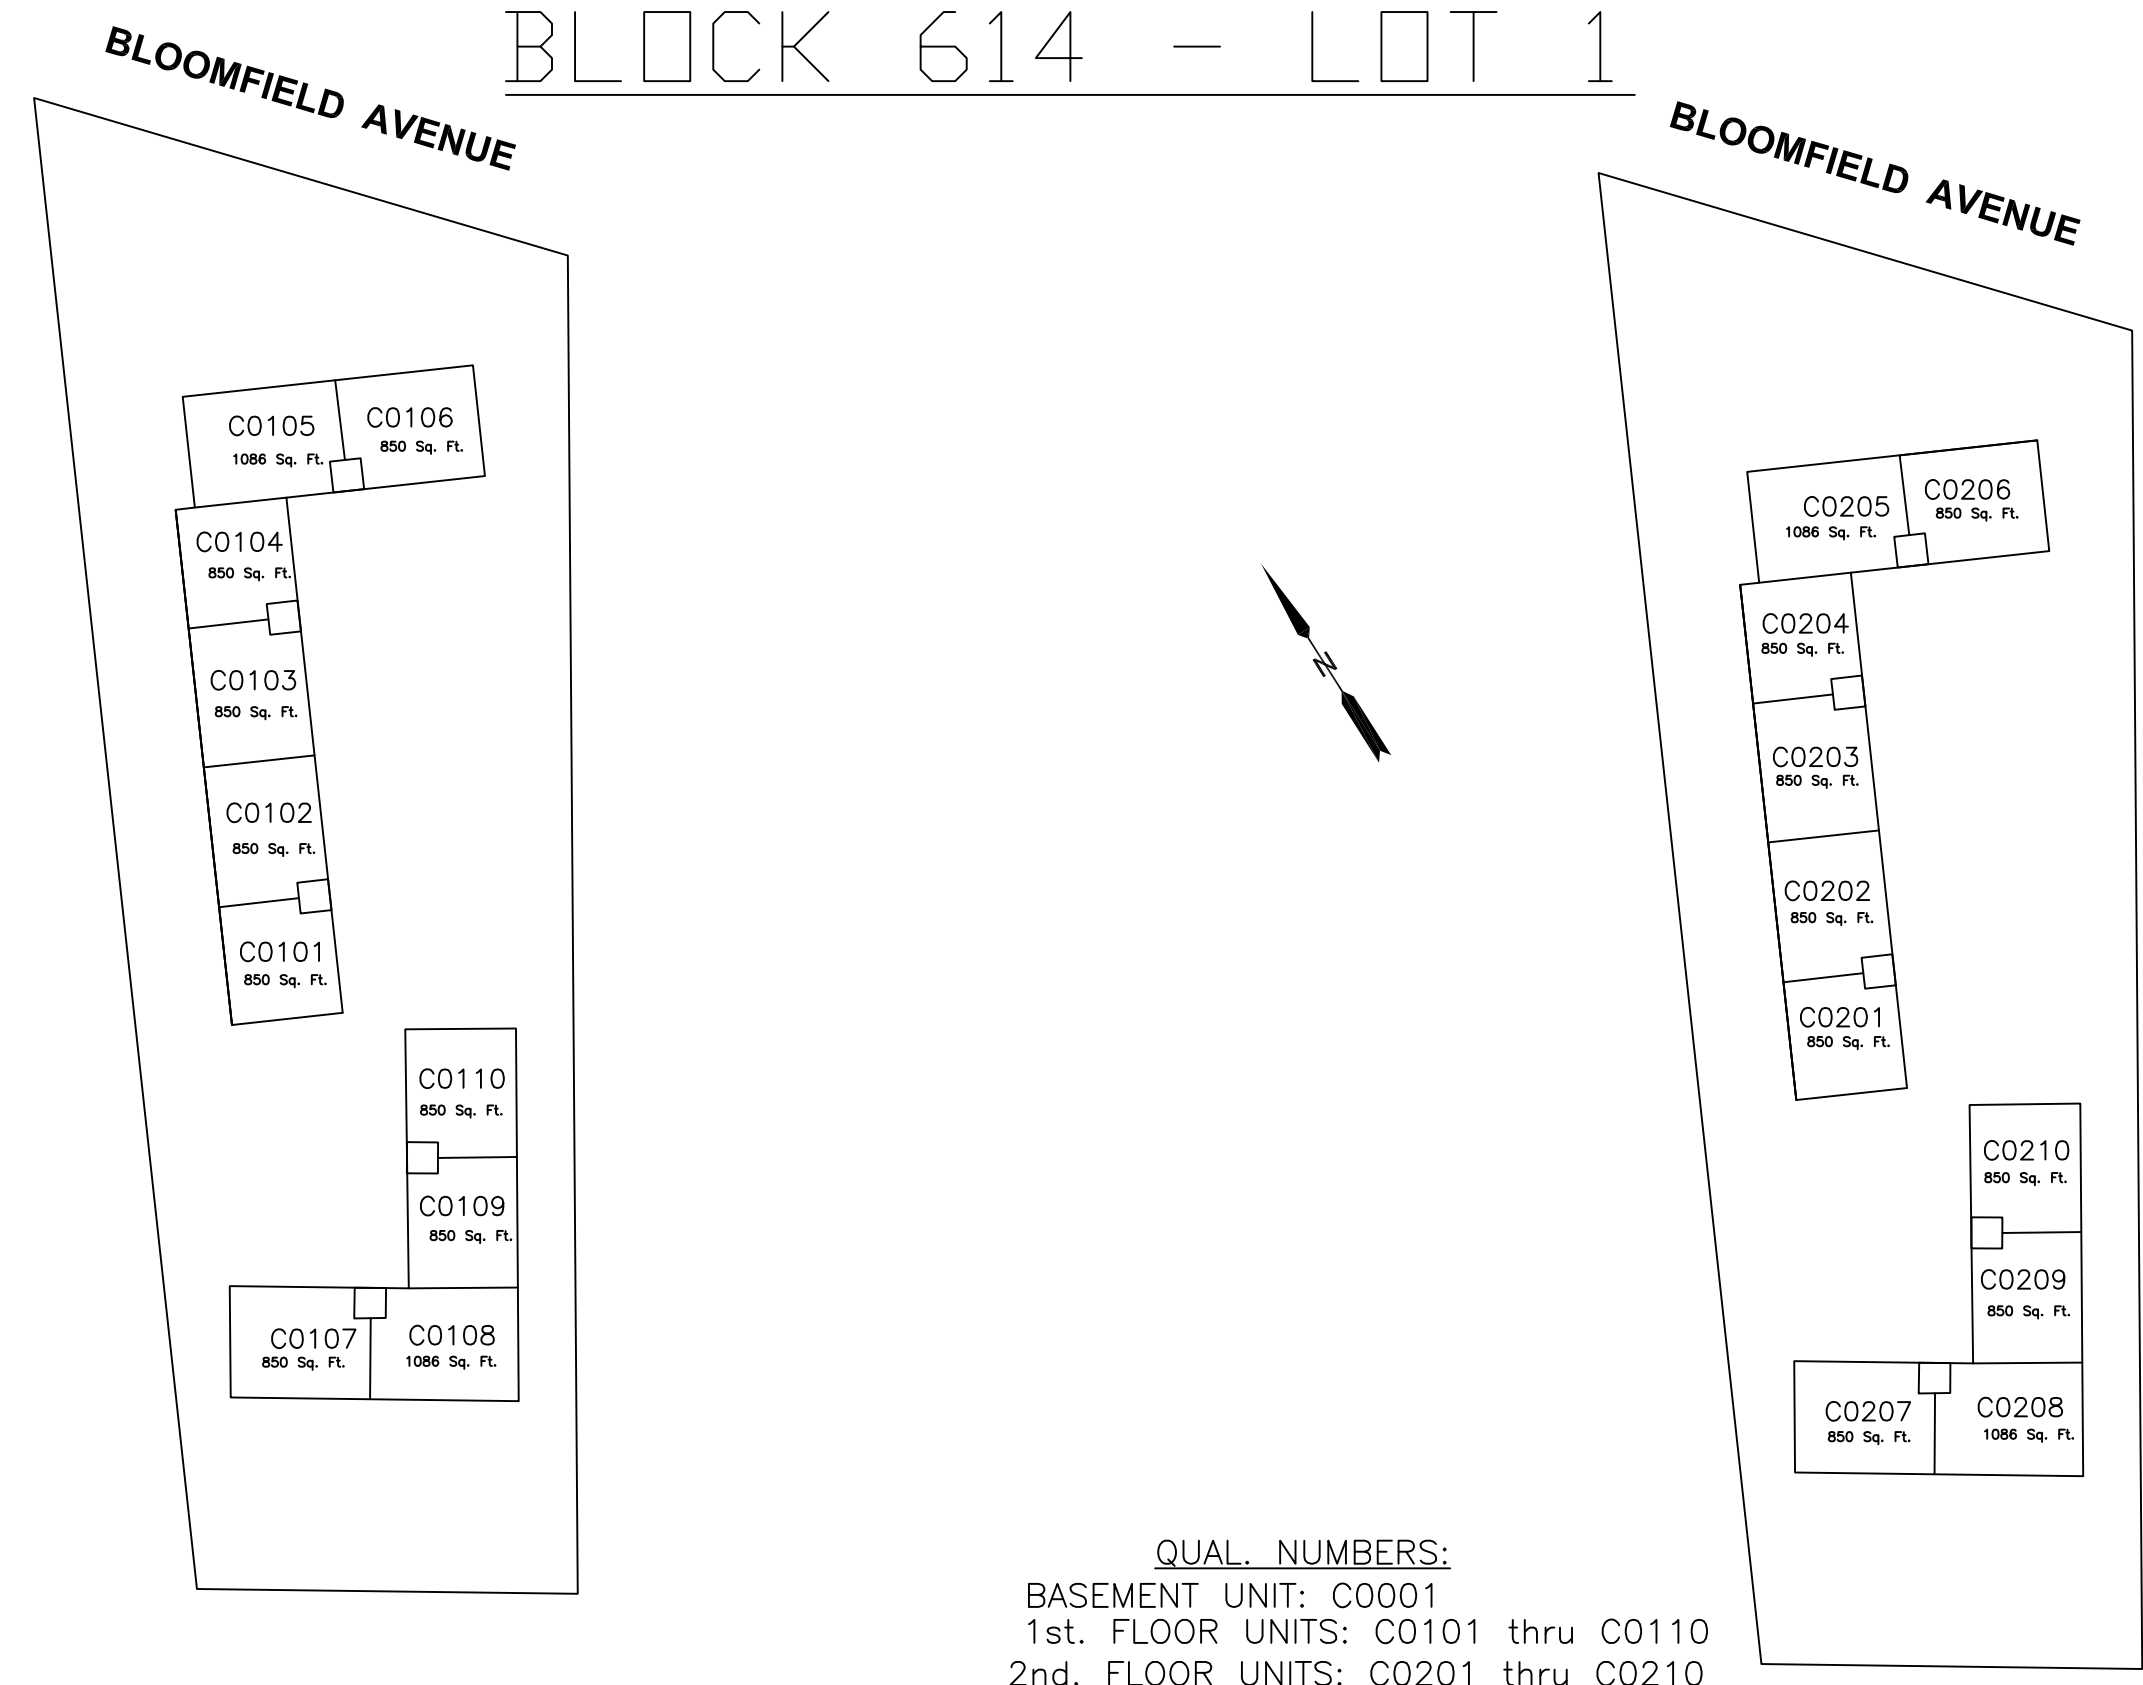 BLOCK 614 - LOT 1
BLOOMFIELD AVENUE
C0105
1086 Sq. Ft.
C0106
850 Sq. Ft.
C0104
850 Sq. Ft.
C0103
850 Sq. Ft.
C0102
850 Sq. Ft.
C0101
850 Sq. Ft.
C0110
850 Sq. Ft.
C0109
850 Sq. Ft.
C0107
850 Sq. Ft.
C0108
1086 Sq. Ft.
N
BLOOMFIELD AVENUE
C0205
1086 Sq. Ft.
C0206
850 Sq. Ft.
C0204
850 Sq. Ft.
C0203
850 Sq. Ft.
C0202
850 Sq. Ft.
C0201
850 Sq. Ft.
C0210
850 Sq. Ft.
C0209
850 Sq. Ft.
C0207
850 Sq. Ft.
C0208
1086 Sq. Ft.
QUAL. NUMBERS:
BASEMENT UNIT: C0001
1st. FLOOR UNITS: C0101 thru C0110
2nd. FLOOR UNITS: C0201 thru C0210